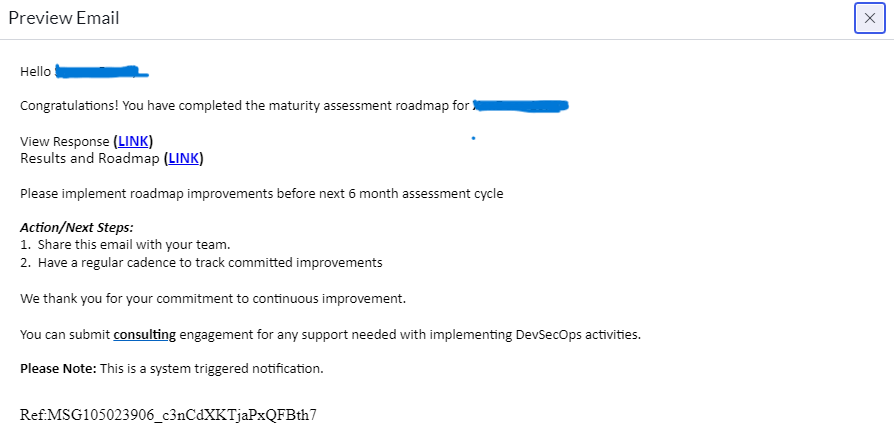 Preview Email
Hello
Congratulations! You have completed the maturity assessment roadmap for
View Response (LINK)
Results and Roadmap (LINK)
Please implement roadmap improvements before next 6 month assessment cycle
Action/Next Steps:
1. Share this email with your team.
2. Have a regular cadence to track committed improvements
We thank you for your commitment to continuous improvement.
You can submit consulting engagement for any support needed with implementing DevSecOps activities.
Please Note: This is a system triggered notification.
Ref:MSG105023906_c3nCdXKTjaPxQFBth7